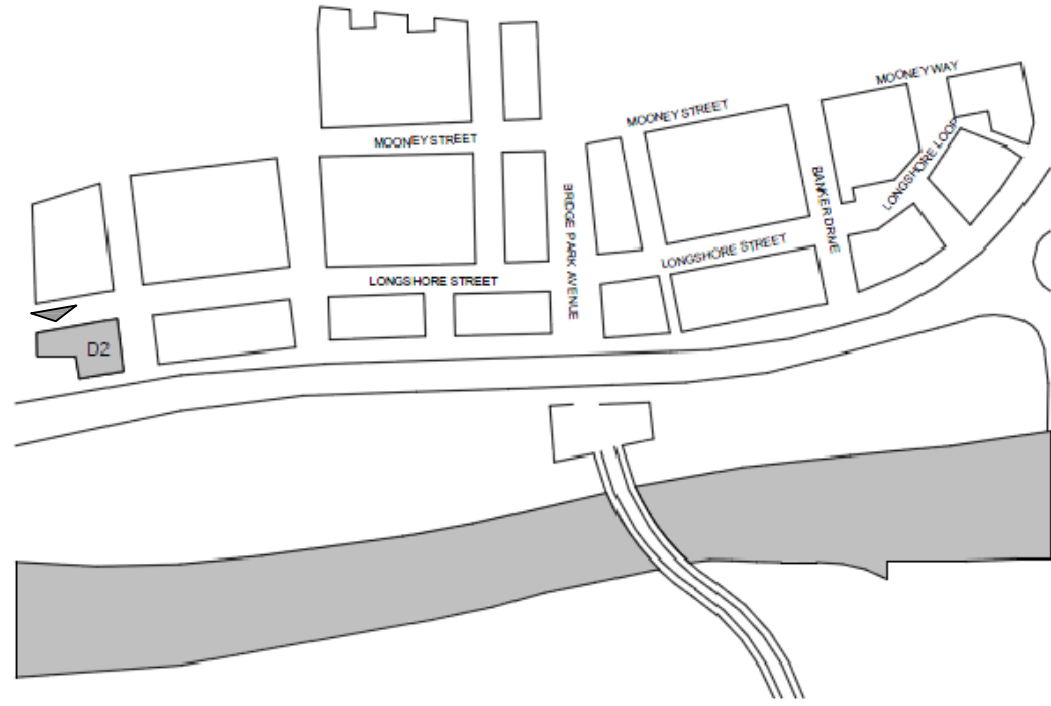 MOONEY WAY
MOONEY STREET
MOONEY STREET
LONGSHORE LOOP
BANKER DRIVE
BRIDGE PARK AVENUE
LONGSHORE STREET
LONGSHORE STREET
D2